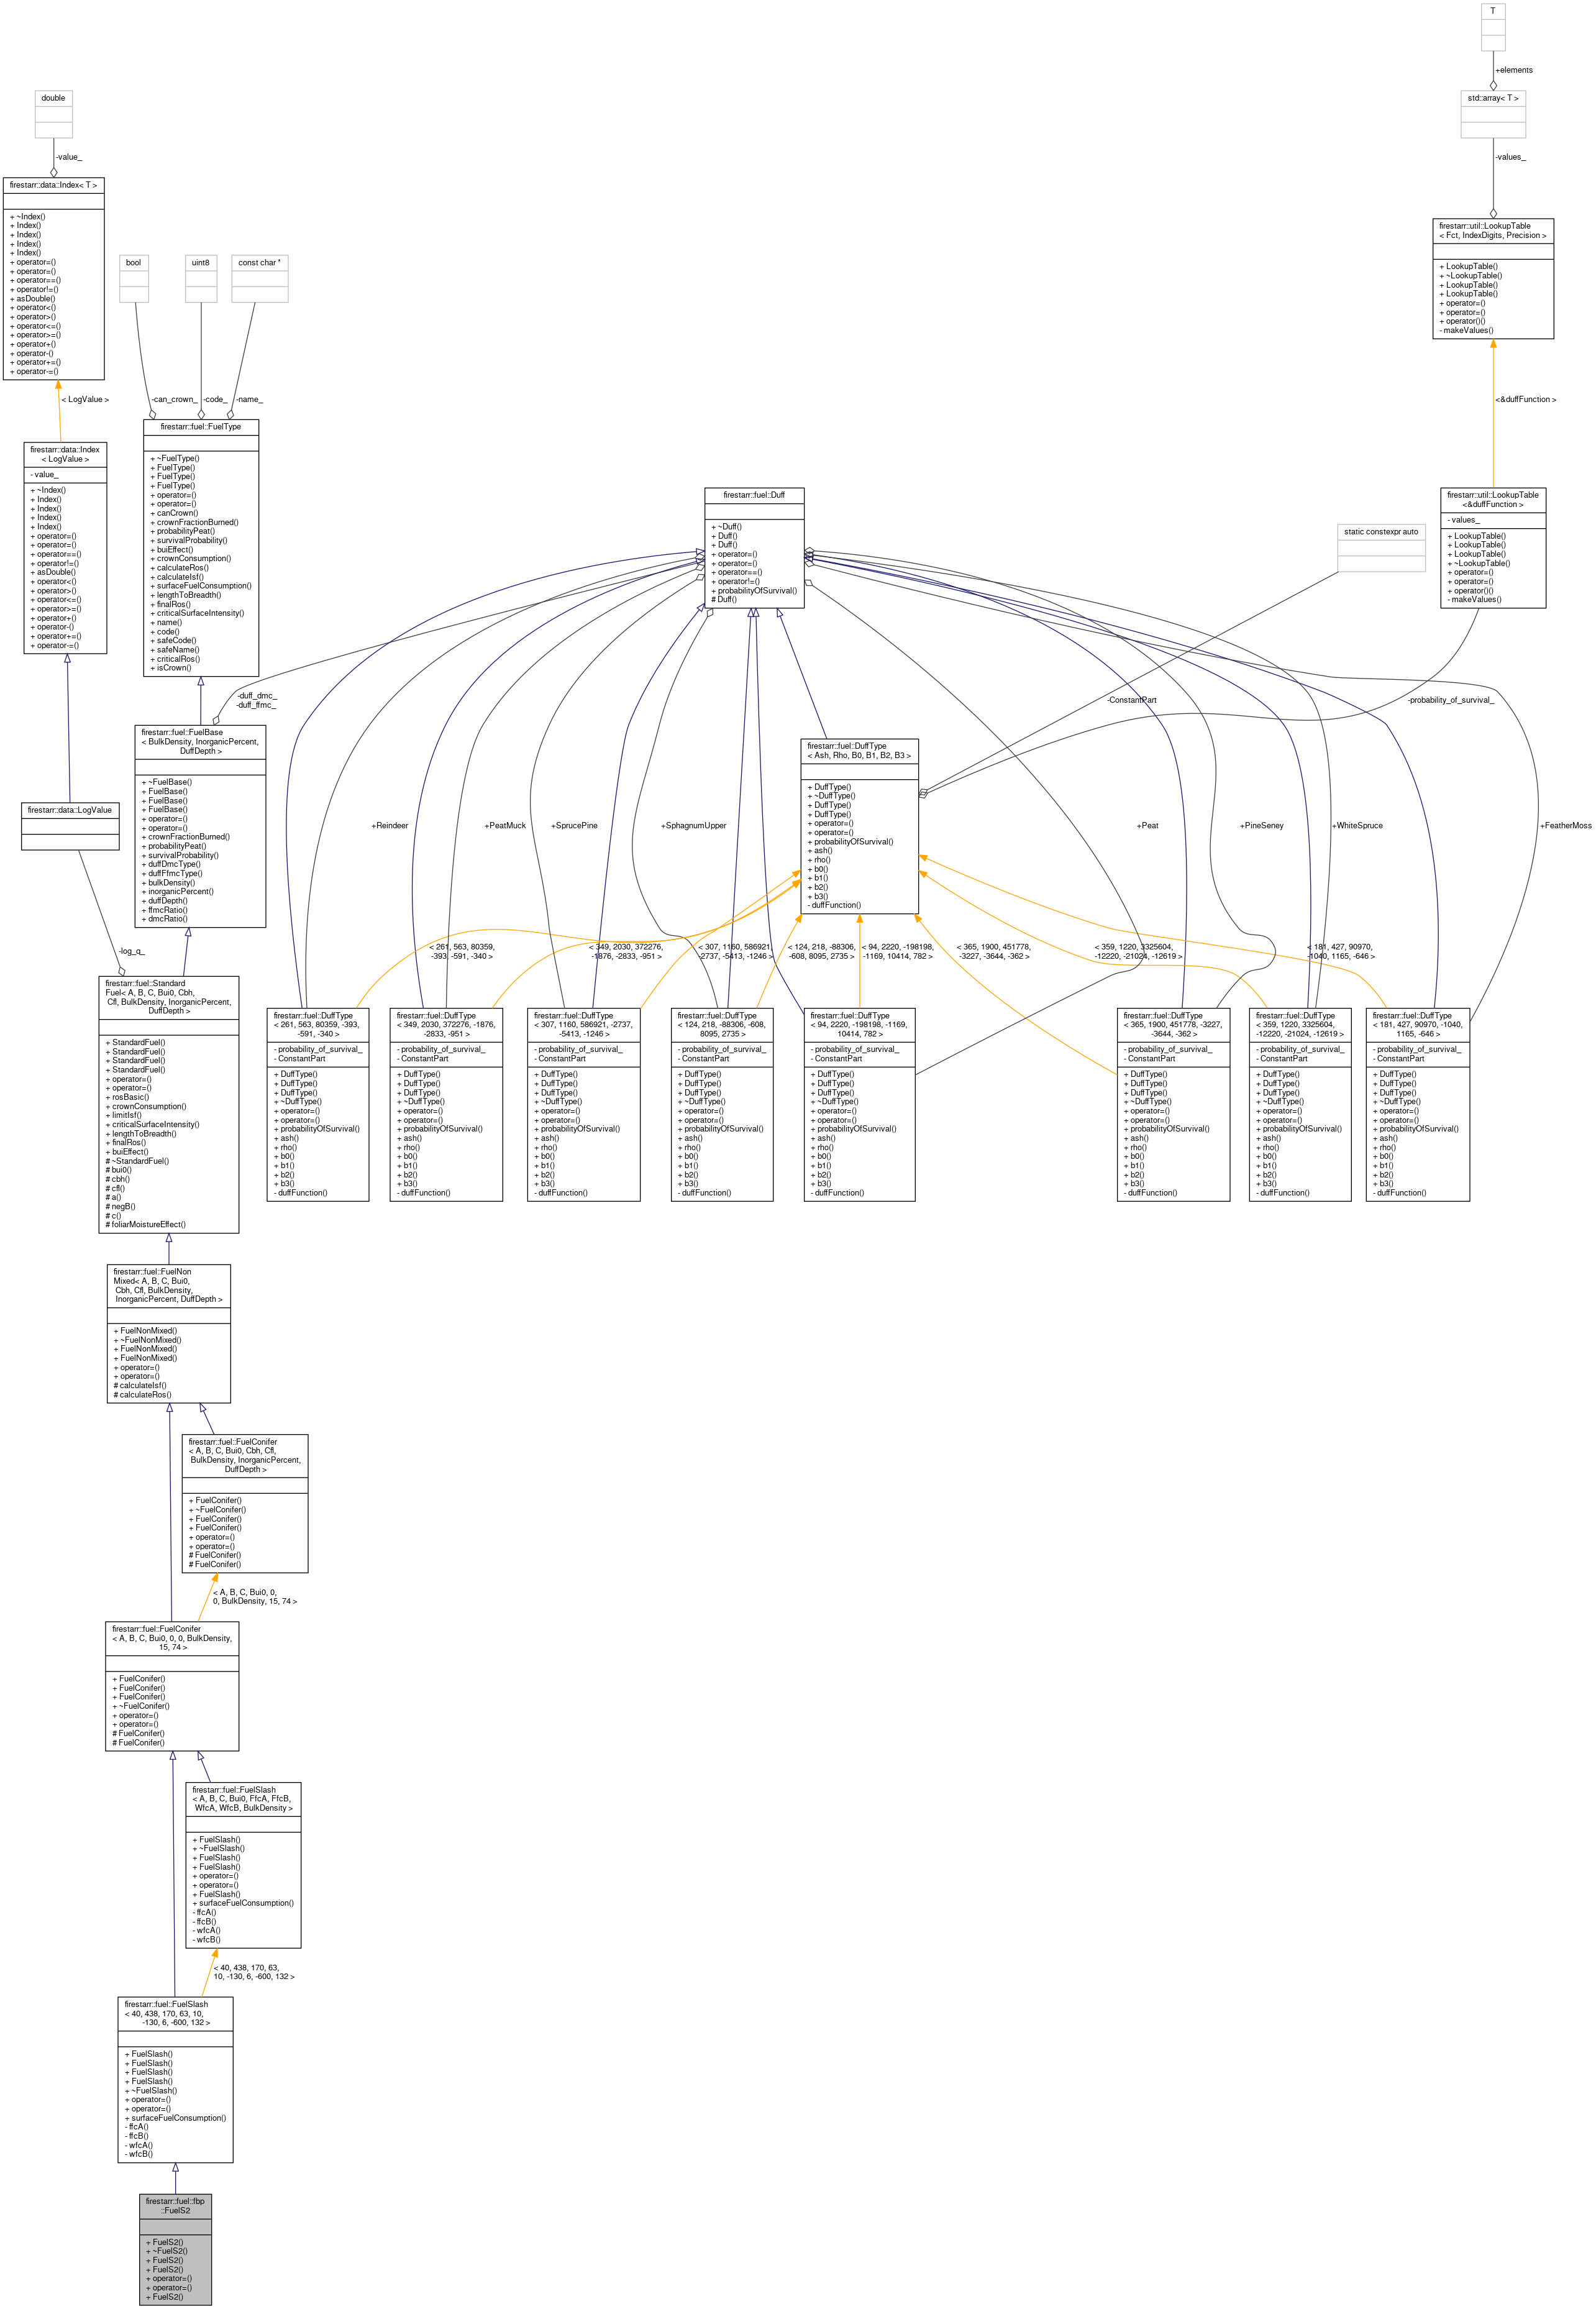 T
+elements
double
std::array< T >
-value_
-values_
firestarr::data::Index< T >
+ ~Index()
+ Index()
+ Index()
+ Index()
+ Index()
+ operator=()
+ operator=()
+ operator==()
+ operator!=()
+ asDouble()
+ operator<()
+ operator>()
+ operator<=()
+ operator>=()
+ operator+()
+ operator-()
+ operator+=()
+ operator-=()
firestarr::util::LookupTable
< Fct, IndexDigits, Precision >
+ LookupTable()
+ ~LookupTable()
+ LookupTable()
+ LookupTable()
+ operator=()
+ operator=()
+ operator()()
- makeValues()
bool
uint8
const char *
< LogValue >
-can_crown_
-code_
-name_
<&duffFunction >
firestarr::data::Index
< LogValue >
- value_
+ ~Index()
+ Index()
+ Index()
+ Index()
+ Index()
+ operator=()
+ operator=()
+ operator==()
+ operator!=()
+ asDouble()
+ operator<()
+ operator>()
+ operator<=()
+ operator>=()
+ operator+()
+ operator-()
+ operator+=()
+ operator-=()
firestarr::fuel::FuelType
+ ~FuelType()
+ FuelType()
+ FuelType()
+ FuelType()
+ operator=()
+ operator=()
+ canCrown()
+ crownFractionBurned()
+ probabilityPeat()
+ survivalProbability()
+ buiEffect()
+ crownConsumption()
+ calculateRos()
+ calculateIsf()
+ surfaceFuelConsumption()
+ lengthToBreadth()
+ finalRos()
+ criticalSurfaceIntensity()
+ name()
+ code()
+ safeCode()
+ safeName()
+ criticalRos()
+ isCrown()
firestarr::fuel::Duff
+ ~Duff()
+ Duff()
+ Duff()
+ operator=()
+ operator=()
+ operator==()
+ operator!=()
+ probabilityOfSurvival()
# Duff()
static constexpr auto
firestarr::util::LookupTable
<&duffFunction >
- values_
+ LookupTable()
+ LookupTable()
+ LookupTable()
+ ~LookupTable()
+ operator=()
+ operator=()
+ operator()()
- makeValues()
-duff_dmc_
-duff_ffmc_
-ConstantPart
-probability_of_survival_
firestarr::fuel::FuelBase
< BulkDensity, InorganicPercent,
DuffDepth >
+ ~FuelBase()
+ FuelBase()
+ FuelBase()
+ FuelBase()
+ operator=()
+ operator=()
+ crownFractionBurned()
+ probabilityPeat()
+ survivalProbability()
+ duffDmcType()
+ duffFfmcType()
+ bulkDensity()
+ inorganicPercent()
+ duffDepth()
+ ffmcRatio()
+ dmcRatio()
firestarr::fuel::DuffType
< Ash, Rho, B0, B1, B2, B3 >
+ DuffType()
+ ~DuffType()
+ DuffType()
+ DuffType()
+ operator=()
+ operator=()
+ probabilityOfSurvival()
+ ash()
+ rho()
+ b0()
+ b1()
+ b2()
+ b3()
- duffFunction()
firestarr::data::LogValue
+Reindeer
+PeatMuck
+SprucePine
+SphagnumUpper
+Peat
+PineSeney
+WhiteSpruce
+FeatherMoss
-log_q_
< 261, 563, 80359,
-393, -591, -340 >
< 349, 2030, 372276,
-1876, -2833, -951 >
< 307, 1160, 586921,
-2737, -5413, -1246 >
< 124, 218, -88306,
-608, 8095, 2735 >
< 94, 2220, -198198,
-1169, 10414, 782 >
< 365, 1900, 451778,
-3227, -3644, -362 >
< 359, 1220, 3325604,
-12220, -21024, -12619 >
< 181, 427, 90970,
-1040, 1165, -646 >
firestarr::fuel::Standard
Fuel< A, B, C, Bui0, Cbh,
Cfl, BulkDensity, InorganicPercent,
DuffDepth >
+ StandardFuel()
+ StandardFuel()
+ StandardFuel()
+ StandardFuel()
+ operator=()
+ operator=()
+ rosBasic()
+ crownConsumption()
+ limitIsf()
+ criticalSurfaceIntensity()
+ lengthToBreadth()
+ finalRos()
+ buiEffect()
# ~StandardFuel()
# bui0()
# cbh()
# cfl()
# a()
# negB()
# c()
# foliarMoistureEffect()
firestarr::fuel::DuffType
< 261, 563, 80359, -393,
-591, -340 >
- probability_of_survival_
- ConstantPart
+ DuffType()
+ DuffType()
+ DuffType()
+ ~DuffType()
+ operator=()
+ operator=()
+ probabilityOfSurvival()
+ ash()
+ rho()
+ b0()
+ b1()
+ b2()
+ b3()
- duffFunction()
firestarr::fuel::DuffType
< 349, 2030, 372276, -1876,
-2833, -951 >
- probability_of_survival_
- ConstantPart
+ DuffType()
+ DuffType()
+ DuffType()
+ ~DuffType()
+ operator=()
+ operator=()
+ probabilityOfSurvival()
+ ash()
+ rho()
+ b0()
+ b1()
+ b2()
+ b3()
- duffFunction()
firestarr::fuel::DuffType
< 307, 1160, 586921, -2737,
-5413, -1246 >
- probability_of_survival_
- ConstantPart
+ DuffType()
+ DuffType()
+ DuffType()
+ ~DuffType()
+ operator=()
+ operator=()
+ probabilityOfSurvival()
+ ash()
+ rho()
+ b0()
+ b1()
+ b2()
+ b3()
- duffFunction()
firestarr::fuel::DuffType
< 124, 218, -88306, -608,
8095, 2735 >
- probability_of_survival_
- ConstantPart
+ DuffType()
+ DuffType()
+ DuffType()
+ ~DuffType()
+ operator=()
+ operator=()
+ probabilityOfSurvival()
+ ash()
+ rho()
+ b0()
+ b1()
+ b2()
+ b3()
- duffFunction()
firestarr::fuel::DuffType
< 94, 2220, -198198, -1169,
10414, 782 >
- probability_of_survival_
- ConstantPart
+ DuffType()
+ DuffType()
+ DuffType()
+ ~DuffType()
+ operator=()
+ operator=()
+ probabilityOfSurvival()
+ ash()
+ rho()
+ b0()
+ b1()
+ b2()
+ b3()
- duffFunction()
firestarr::fuel::DuffType
< 365, 1900, 451778, -3227,
-3644, -362 >
- probability_of_survival_
- ConstantPart
+ DuffType()
+ DuffType()
+ DuffType()
+ ~DuffType()
+ operator=()
+ operator=()
+ probabilityOfSurvival()
+ ash()
+ rho()
+ b0()
+ b1()
+ b2()
+ b3()
- duffFunction()
firestarr::fuel::DuffType
< 359, 1220, 3325604,
-12220, -21024, -12619 >
- probability_of_survival_
- ConstantPart
+ DuffType()
+ DuffType()
+ DuffType()
+ ~DuffType()
+ operator=()
+ operator=()
+ probabilityOfSurvival()
+ ash()
+ rho()
+ b0()
+ b1()
+ b2()
+ b3()
- duffFunction()
firestarr::fuel::DuffType
< 181, 427, 90970, -1040,
1165, -646 >
- probability_of_survival_
- ConstantPart
+ DuffType()
+ DuffType()
+ DuffType()
+ ~DuffType()
+ operator=()
+ operator=()
+ probabilityOfSurvival()
+ ash()
+ rho()
+ b0()
+ b1()
+ b2()
+ b3()
- duffFunction()
firestarr::fuel::FuelNon
Mixed< A, B, C, Bui0,
Cbh, Cfl, BulkDensity,
InorganicPercent, DuffDepth >
+ FuelNonMixed()
+ ~FuelNonMixed()
+ FuelNonMixed()
+ FuelNonMixed()
+ operator=()
+ operator=()
# calculateIsf()
# calculateRos()
firestarr::fuel::FuelConifer
< A, B, C, Bui0, Cbh, Cfl,
BulkDensity, InorganicPercent,
DuffDepth >
+ FuelConifer()
+ ~FuelConifer()
+ FuelConifer()
+ FuelConifer()
+ operator=()
+ operator=()
# FuelConifer()
# FuelConifer()
< A, B, C, Bui0, 0,
0, BulkDensity, 15, 74 >
firestarr::fuel::FuelConifer
< A, B, C, Bui0, 0, 0, BulkDensity,
15, 74 >
+ FuelConifer()
+ FuelConifer()
+ FuelConifer()
+ ~FuelConifer()
+ operator=()
+ operator=()
# FuelConifer()
# FuelConifer()
firestarr::fuel::FuelSlash
< A, B, C, Bui0, FfcA, FfcB,
WfcA, WfcB, BulkDensity >
+ FuelSlash()
+ ~FuelSlash()
+ FuelSlash()
+ FuelSlash()
+ operator=()
+ operator=()
+ FuelSlash()
+ surfaceFuelConsumption()
- ffcA()
- ffcB()
- wfcA()
- wfcB()
< 40, 438, 170, 63,
10, -130, 6, -600, 132 >
firestarr::fuel::FuelSlash
< 40, 438, 170, 63, 10,
-130, 6, -600, 132 >
+ FuelSlash()
+ FuelSlash()
+ FuelSlash()
+ FuelSlash()
+ ~FuelSlash()
+ operator=()
+ operator=()
+ surfaceFuelConsumption()
- ffcA()
- ffcB()
- wfcA()
- wfcB()
firestarr::fuel::fbp
::FuelS2
+ FuelS2()
+ ~FuelS2()
+ FuelS2()
+ FuelS2()
+ operator=()
+ operator=()
+ FuelS2()